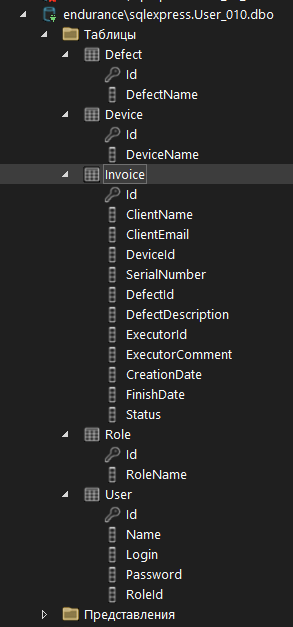 endurance\sqlexpress.User_010.dbo
Таблицы
Defect
Id
DefectName
Device
Id
DeviceName
Invoice
Id
ClientName
ClientEmail
DeviceId
SerialNumber
DefectId
DefectDescription
ExecutorId
ExecutorComment
CreationDate
FinishDate
Status
Role
Id
RoleName
User
Id
Name
Login
Password
RoleId
Представления